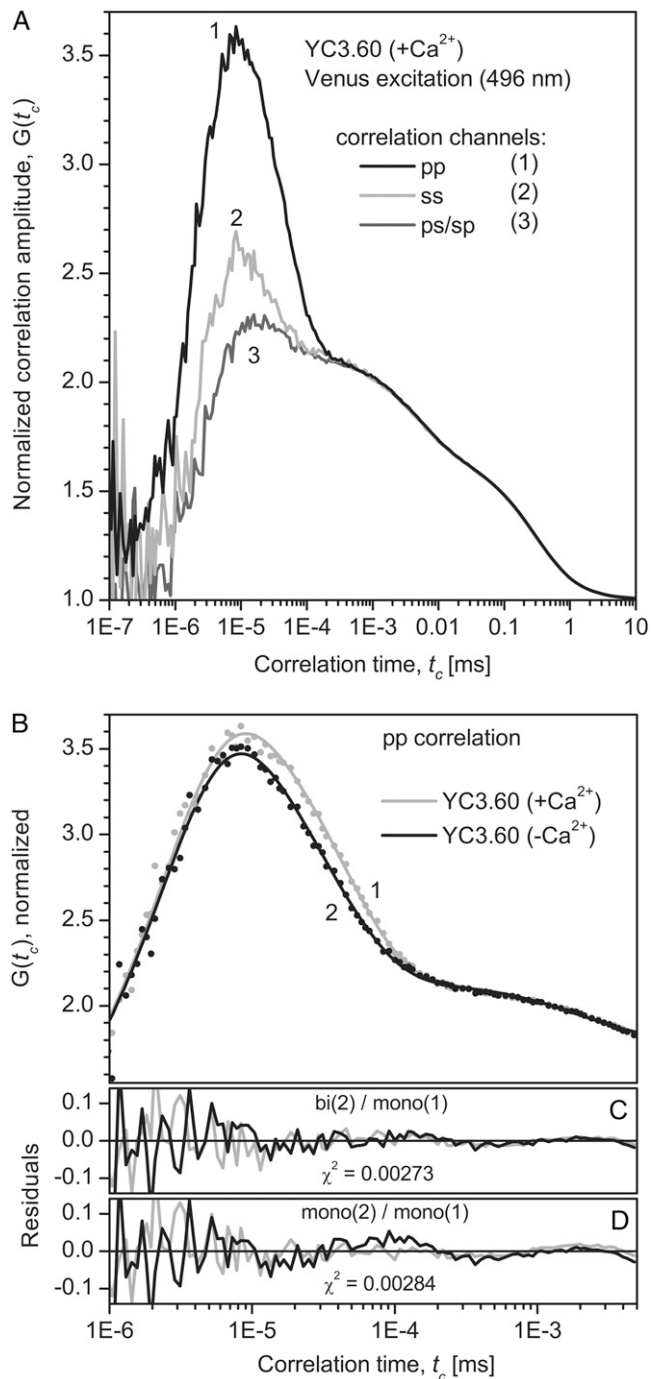 A
YC3.60 (+Ca²⁺)
Venus excitation (496 nm)
correlation channels:
pp (1)
ss (2)
ps/sp (3)
1
2
3
Normalized correlation amplitude, G(t_c)
3.5
3.0
2.5
2.0
1.5
1.0
1E-7 1E-6 1E-5 1E-4 1E-3 0.01 0.1 1 10
Correlation time, t_c [ms]
B
pp correlation
YC3.60 (+Ca²⁺)
YC3.60 (-Ca²⁺)
1
2
G(t_c), normalized
3.5
3.0
2.5
2.0
bi(2) / mono(1)
C
χ² = 0.00273
0.1
0.0
-0.1
Residuals
mono(2) / mono(1)
D
χ² = 0.00284
0.1
0.0
-0.1
1E-6 1E-5 1E-4 1E-3
Correlation time, t_c [ms]